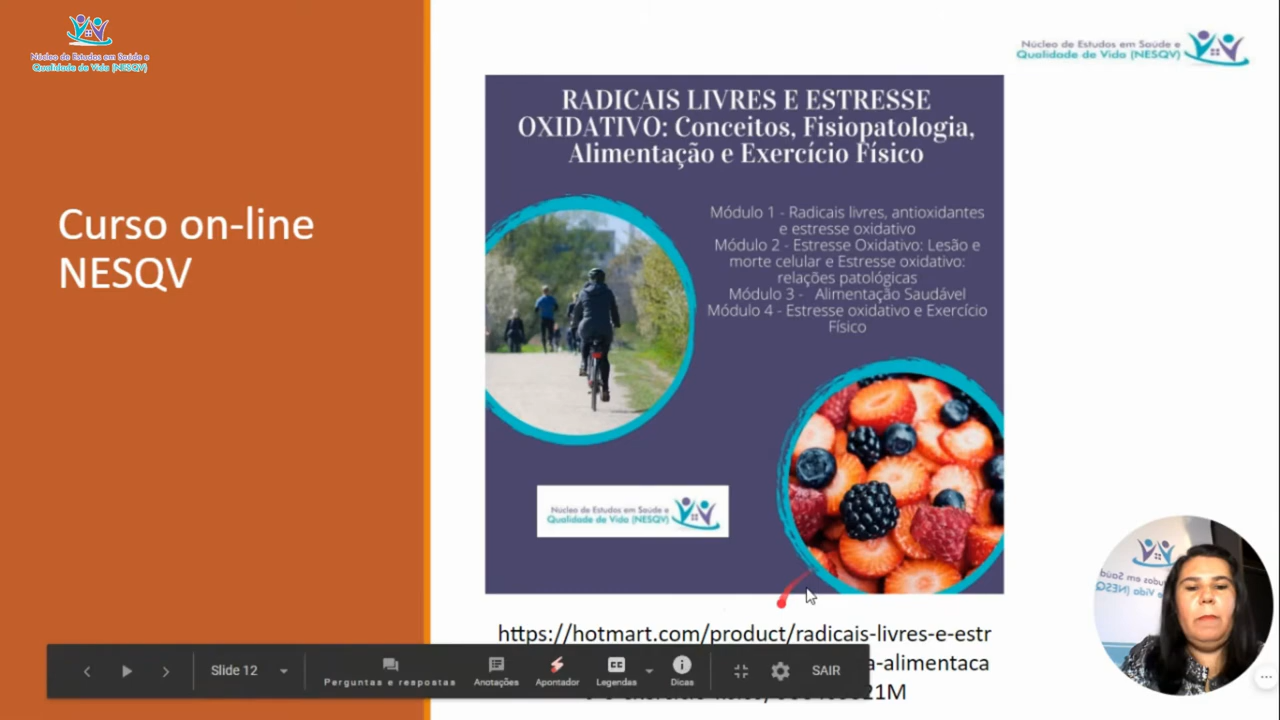 Núcleo de Estudos em Saúde e
Qualidade de Vida (NESQV)
Núcleo de Estudos em Saúde e
Qualidade de Vida (NESQV)
Curso on-line
NESQV
RADICAIS LIVRES E ESTRESSE
OXIDATIVO: Conceitos, Fisiopatologia,
Alimentação e Exercício Físico
Módulo 1 - Radicais livres, antioxidantes
e estresse oxidativo
Módulo 2 - Estresse Oxidativo: Lesão e
morte celular e Estresse oxidativo:
relações patológicas
Módulo 3 - Alimentação Saudável
Módulo 4 - Estresse oxidativo e Exercício
Físico
Núcleo de Estudos em Saúde e
Qualidade de Vida (NESQV)
https://hotmart.com/product/radicais-livres-e-estr
a-alimentaca
21M
Slide 12
Perguntas e respostas
Anotações
Apontador
CC
Legendas
Dicas
SAIR